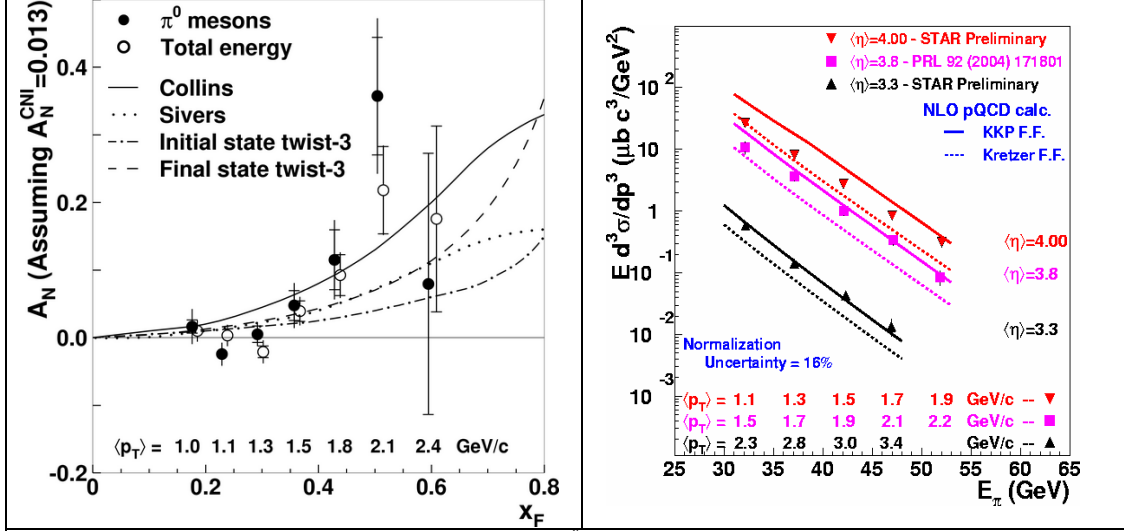 π⁰ mesons
Total energy
Collins
Sivers
Initial state twist-3
Final state twist-3
A_N (Assuming A_N^CNI=0.013)
0.4
0.2
0.0
-0.2
⟨p_T⟩ = 1.0 1.1 1.3 1.5 1.8 2.1 2.4 GeV/c
0 0.2 0.4 0.6 0.8
x_F
⟨η⟩=4.00 - STAR Preliminary
⟨η⟩=3.8 - PRL 92 (2004) 171801
⟨η⟩=3.3 - STAR Preliminary
NLO pQCD calc.
KKP F.F.
Kretzer F.F.
E d³σ/dp³ (μb c³/GeV²)
10²
10
1
10⁻¹
10⁻²
10⁻³
⟨η⟩=4.00
⟨η⟩=3.8
⟨η⟩=3.3
Normalization
Uncertainty = 16%
⟨p_T⟩ = 1.1 1.3 1.5 1.7 1.9 GeV/c --
⟨p_T⟩ = 1.5 1.7 1.9 2.1 2.2 GeV/c --
⟨p_T⟩ = 2.3 2.8 3.0 3.4 GeV/c --
25 30 35 40 45 50 55 60 65
E_π (GeV)